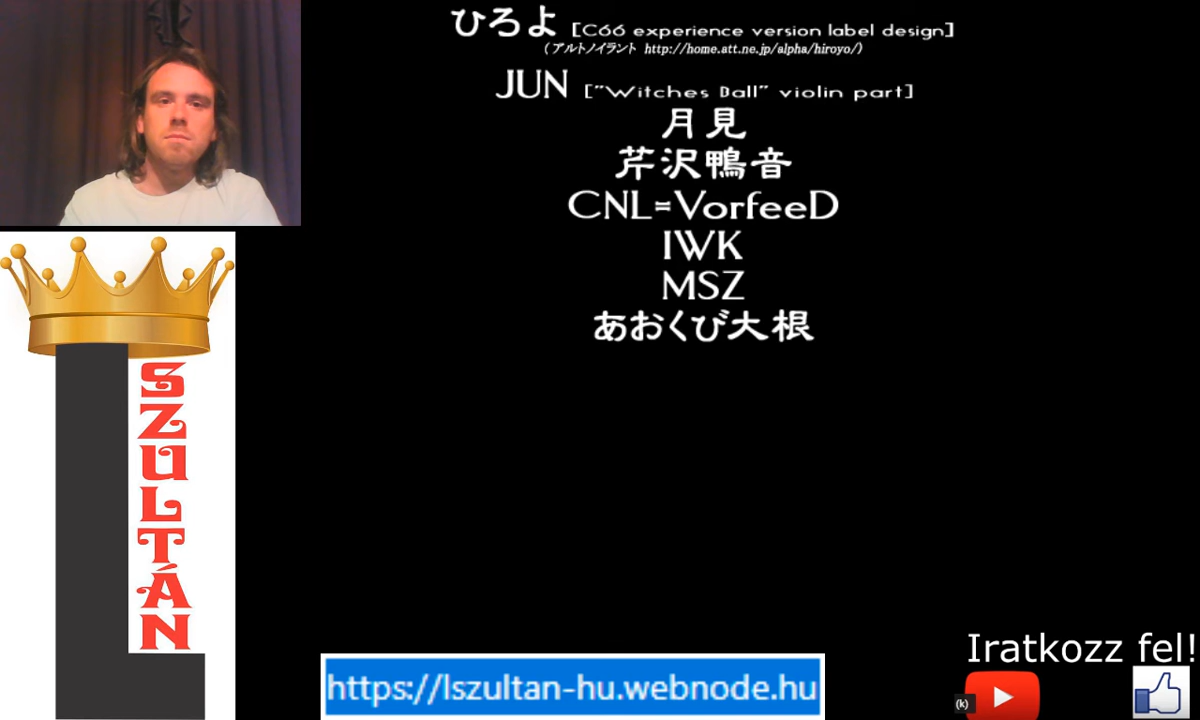 ひろよ [C66 experience version label design]
(アルトノイラント http://home.att.ne.jp/alpha/hiroyo/)
JUN ["Witches Ball" violin part]
月見
芹沢鴨音
CNL=VorfeeD
IWK
MSZ
あおくび大根
L
SZULTÁN
https://lszultan-hu.webnode.hu
Iratkozz fel!
(k)